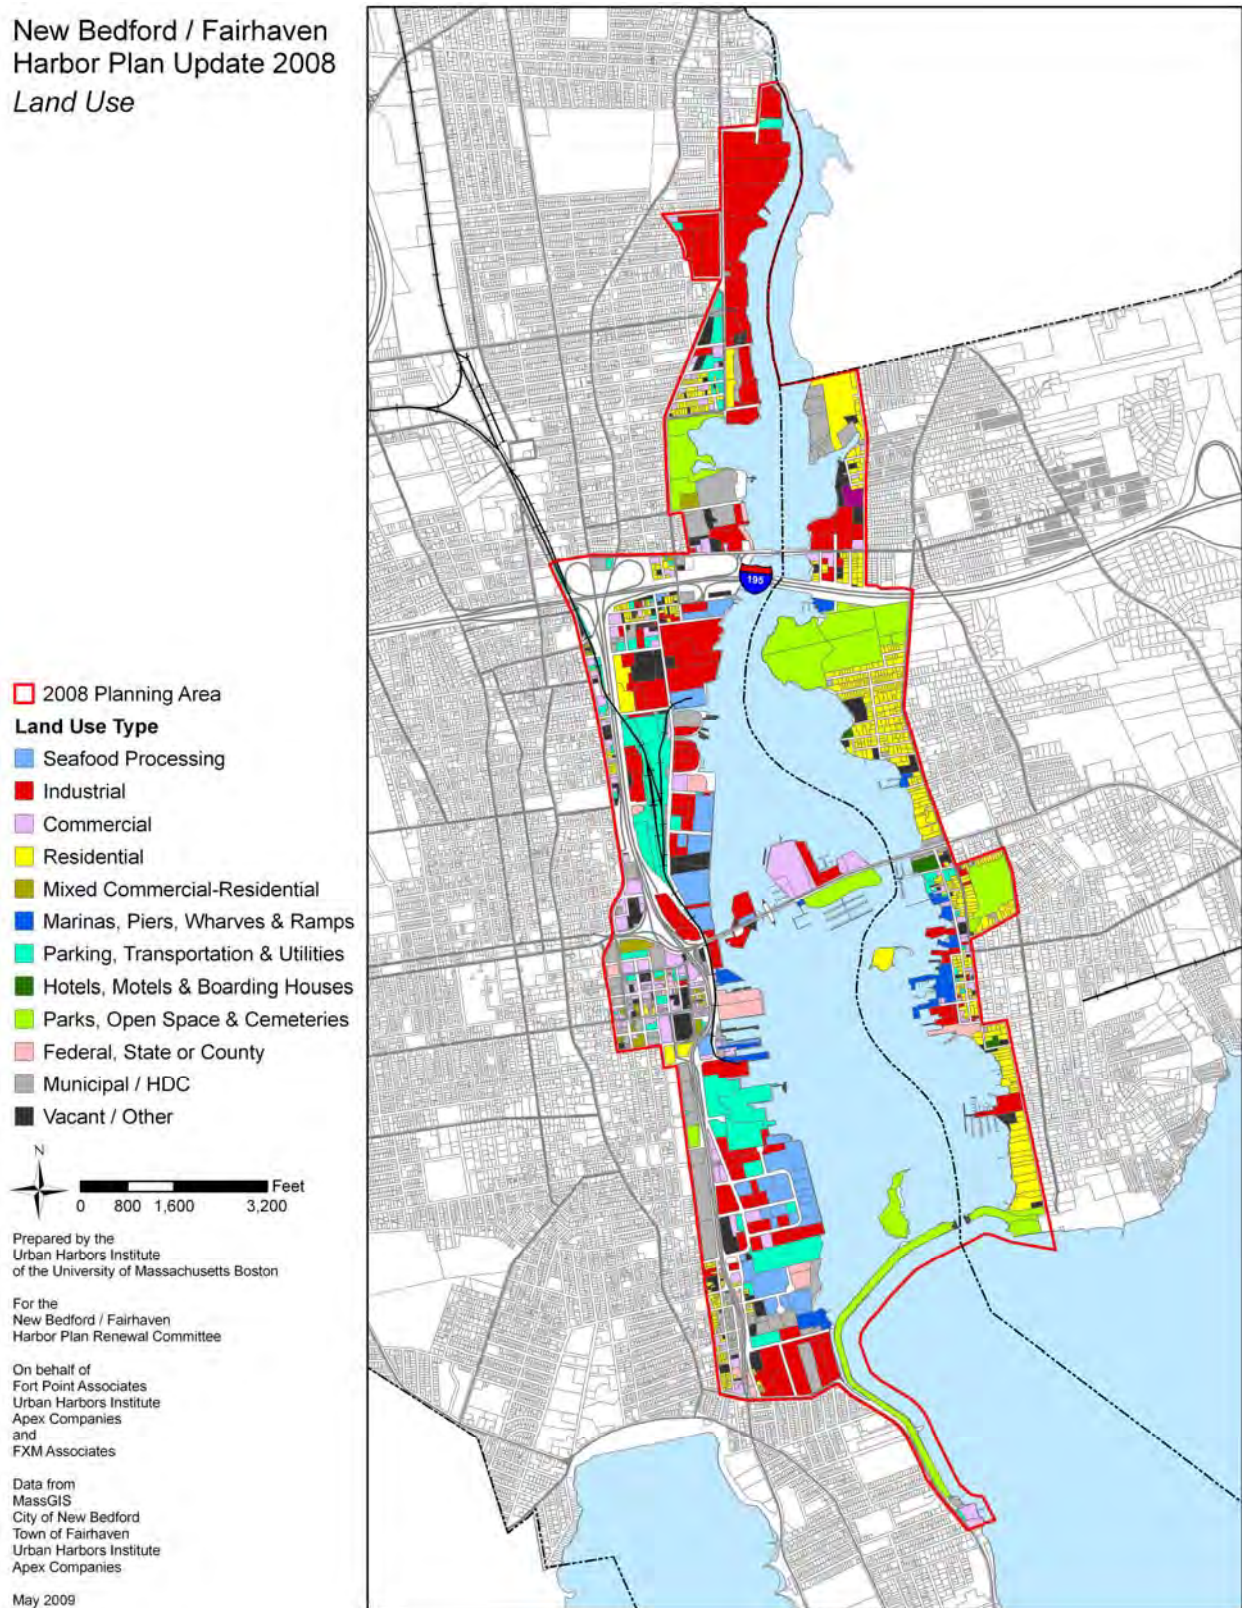 New Bedford / Fairhaven
Harbor Plan Update 2008
Land Use
195
2008 Planning Area
Land Use Type
Seafood Processing
Industrial
Commercial
Residential
Mixed Commercial-Residential
Marinas, Piers, Wharves & Ramps
Parking, Transportation & Utilities
Hotels, Motels & Boarding Houses
Parks, Open Space & Cemeteries
Federal, State or County
Municipal / HDC
Vacant / Other
N
Feet
0 800 1,600 3,200
Prepared by the
Urban Harbors Institute
of the University of Massachusetts Boston
For the
New Bedford / Fairhaven
Harbor Plan Renewal Committee
On behalf of
Fort Point Associates
Urban Harbors Institute
Apex Companies
and
FXM Associates
Data from
MassGIS
City of New Bedford
Town of Fairhaven
Urban Harbors Institute
Apex Companies
May 2009